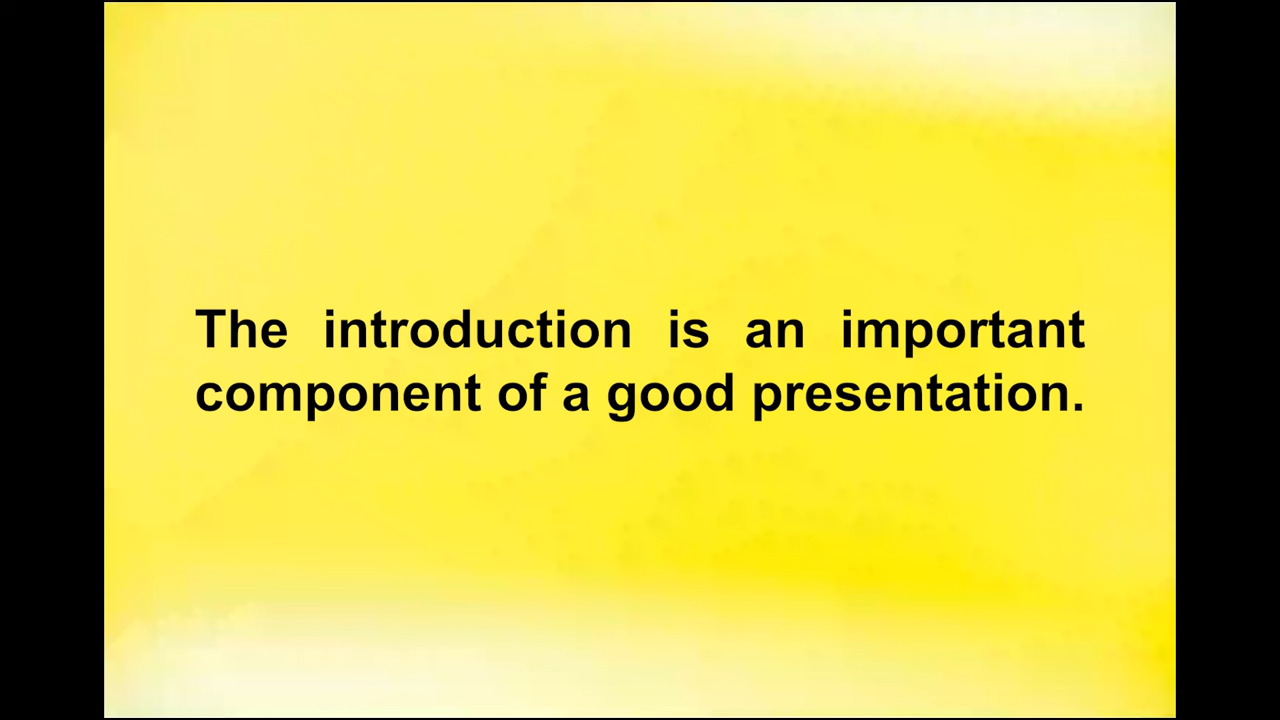 The introduction is an important
component of a good presentation.